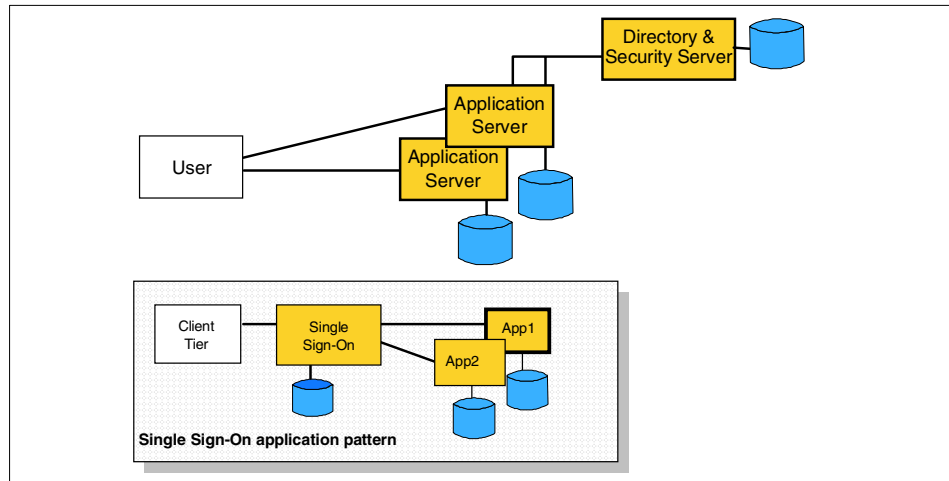 Directory &
Security Server
Application
Server
Application
Server
User
Client
Tier
Single
Sign-On
App1
App2
Single Sign-On application pattern